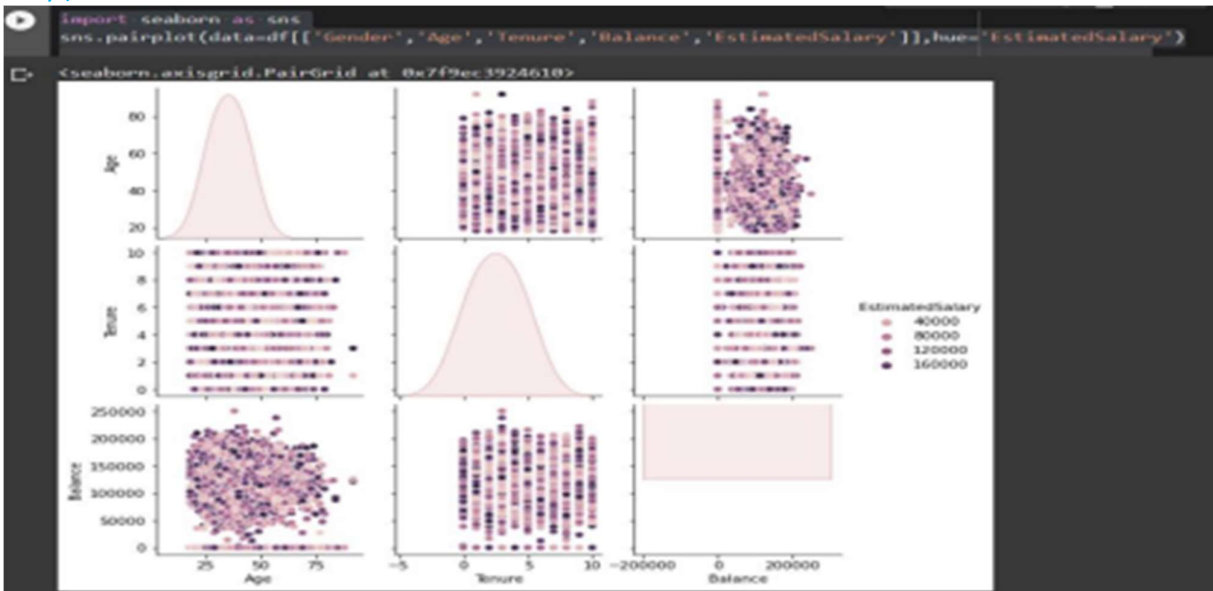 import seaborn as sns
sns.pairplot(data=df[['Gender','Age','Tenure','Balance','EstimatedSalary']],hue='EstimatedSalary')
<seaborn.axisgrid.PairGrid at 0x7f9ec3924610>
80
60
40
20
Age
10
8
6
4
2
0
Tenure
EstimatedSalary
40000
80000
120000
160000
250000
200000
150000
100000
50000
0
Balance
25 50 75
Age
−5 0 5 10
Tenure
−200000 0 200000
Balance